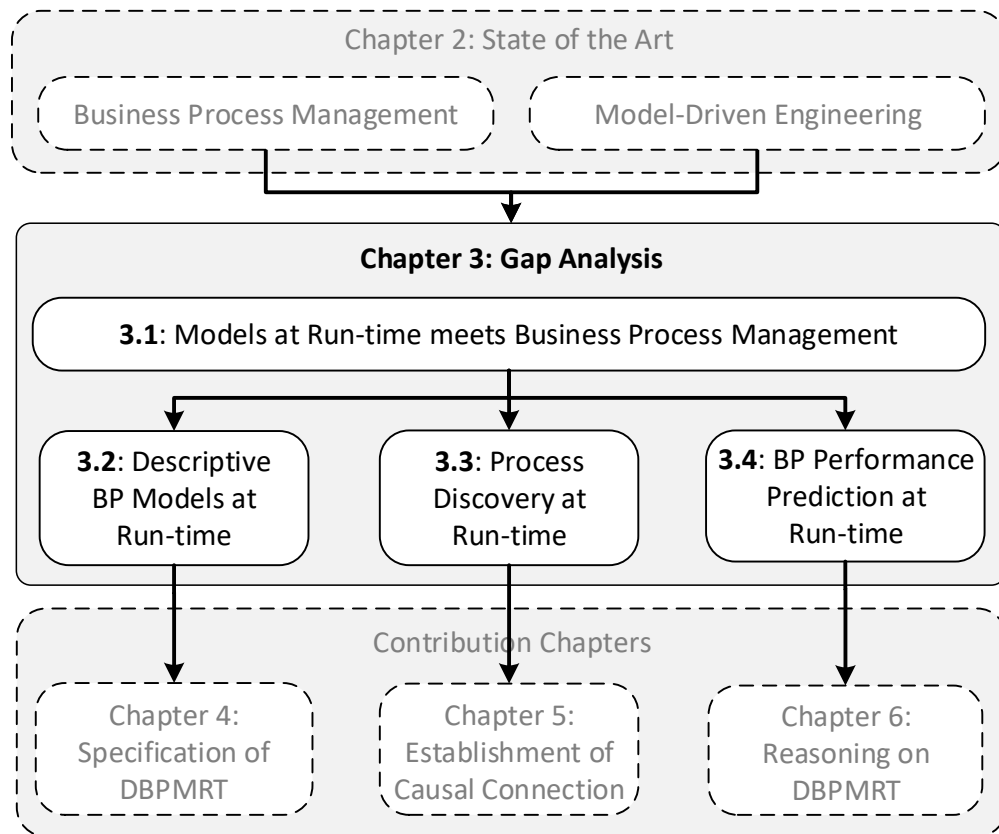 Chapter 2: State of the Art
Business Process Management
Model-Driven Engineering
Chapter 3: Gap Analysis
3.1: Models at Run-time meets Business Process Management
3.2: Descriptive
BP Models at
Run-time
3.3: Process
Discovery at
Run-time
3.4: BP Performance
Prediction at
Run-time
Contribution Chapters
Chapter 4:
Specification of
DBPMRT
Chapter 5:
Establishment of
Causal Connection
Chapter 6:
Reasoning on
DBPMRT